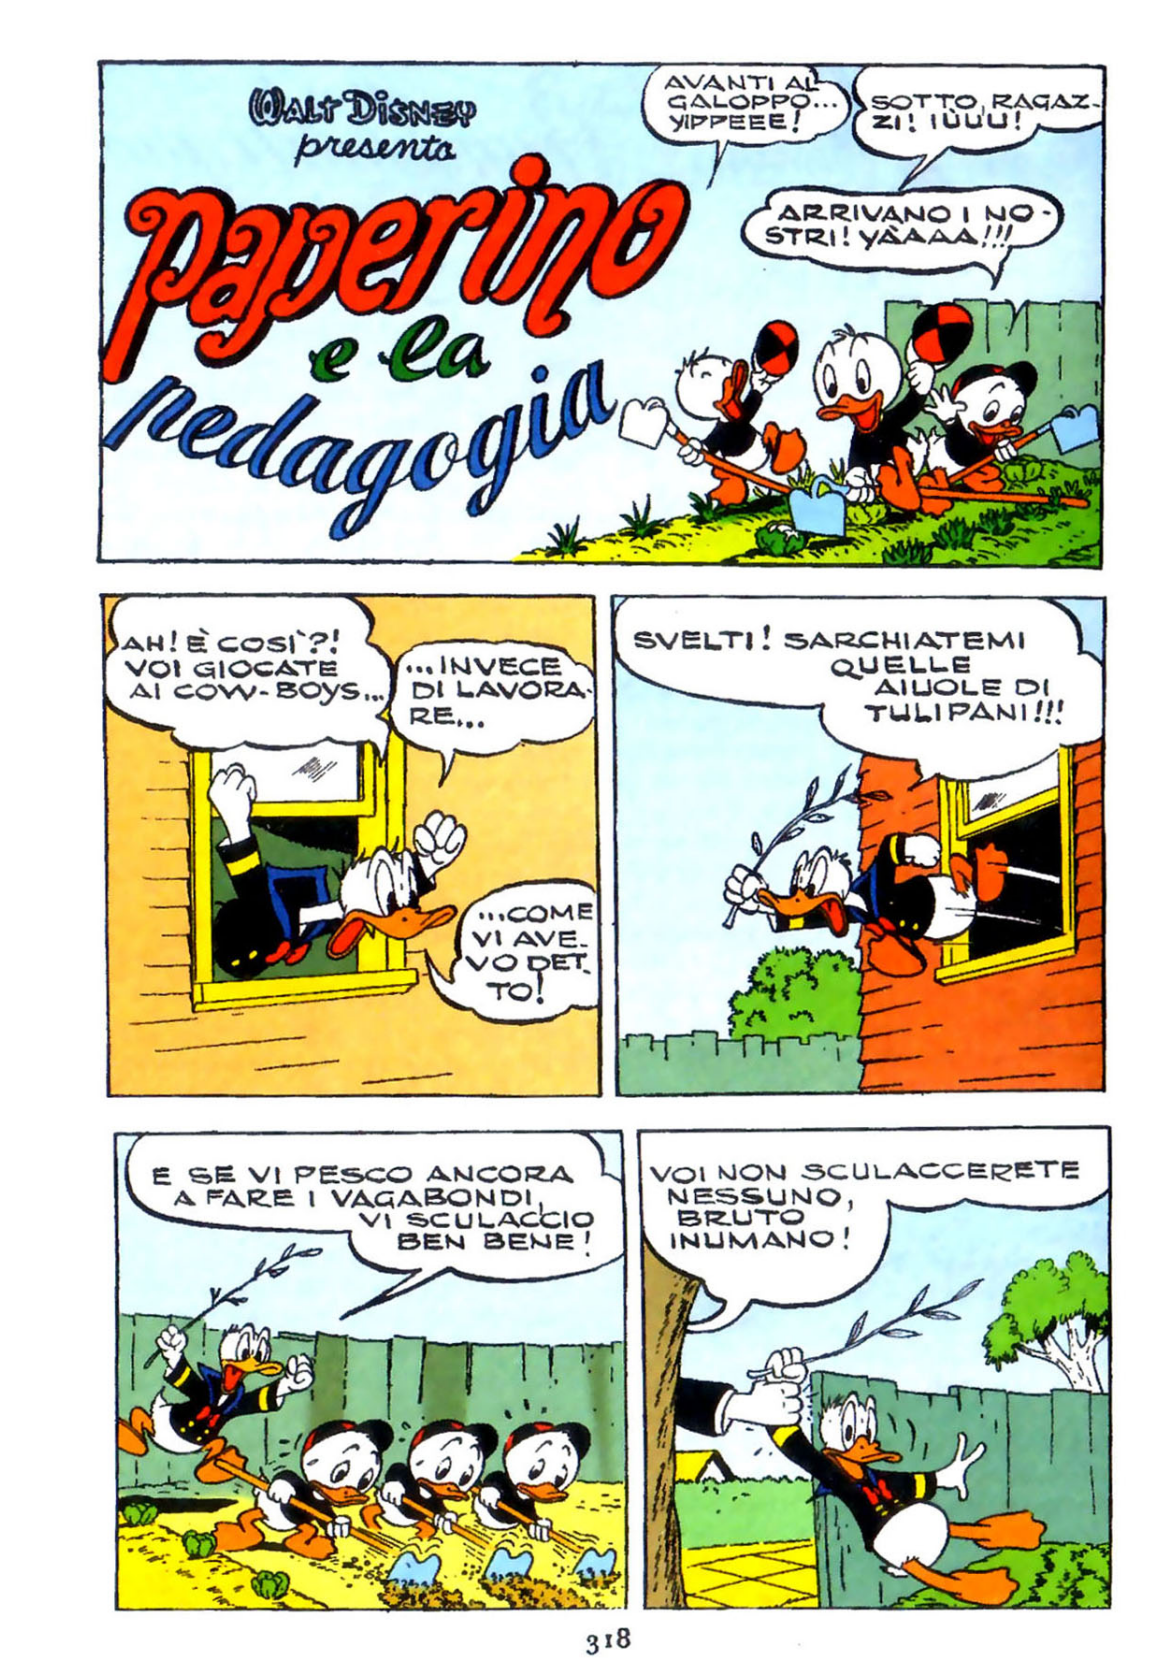 WALT DISNEY
presenta
paperino
e la
pedagogia
AVANTI AL
GALOPPO...
YIPPEEE!
SOTTO, RAGAZ-
ZI! IÙUU!
ARRIVANO I NO-
STRI! YÀAAA!!!
AH! È COSÌ?!
VOI GIOCATE
AI COW-BOYS...
...INVECE
DI LAVORA-
RE...
...COME
VI AVE-
VO DET-
TO!
SVELTI! SARCHIATEMI
QUELLE
AIUOLE DI
TULIPANI!!!
E SE VI PESCO ANCORA
A FARE I VAGABONDI,
VI SCULACCIO
BEN BENE!
VOI NON SCULACCERETE
NESSUNO,
BRUTO
INUMANO!
318